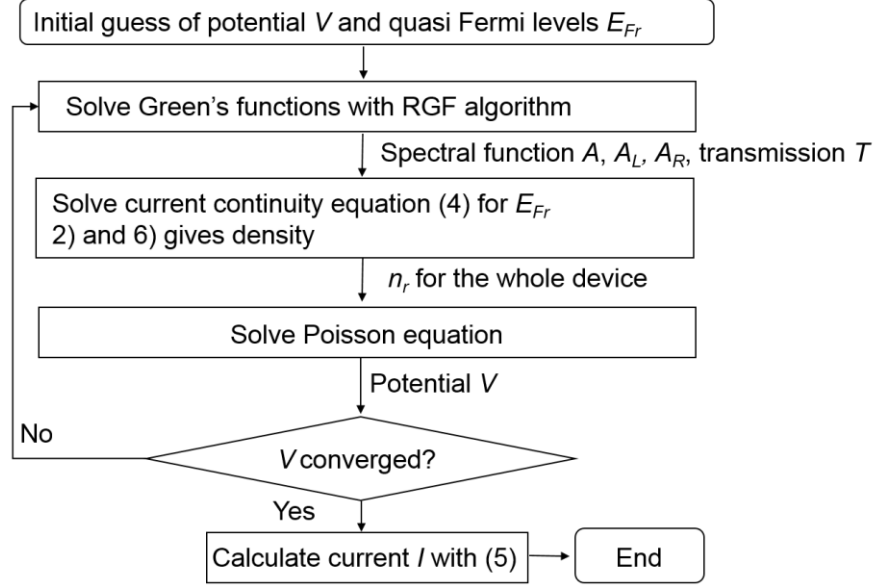 Initial guess of potential V and quasi Fermi levels E_Fr
Solve Green's functions with RGF algorithm
Spectral function A, A_L, A_R, transmission T
Solve current continuity equation (4) for E_Fr
2) and 6) gives density
n_r for the whole device
Solve Poisson equation
Potential V
No
V converged?
Yes
Calculate current I with (5)
End